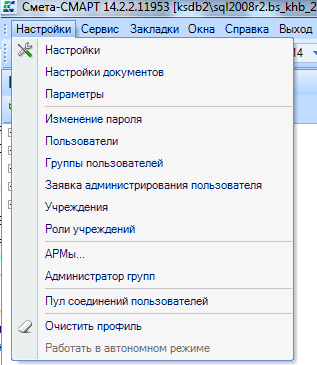 Смета-СМАРТ 14.2.2.11953 [ksdb2\sql2008r2.bs_khb_2
Настройки Сервис Закладки Окна Справка Выход
14
Настройки
Настройки документов
Параметры
Изменение пароля
Пользователи
Группы пользователей
Заявка администрирования пользователя
Учреждения
Роли учреждений
АРМы...
Администратор групп
Пул соединений пользователей
Очистить профиль
Работать в автономном режиме